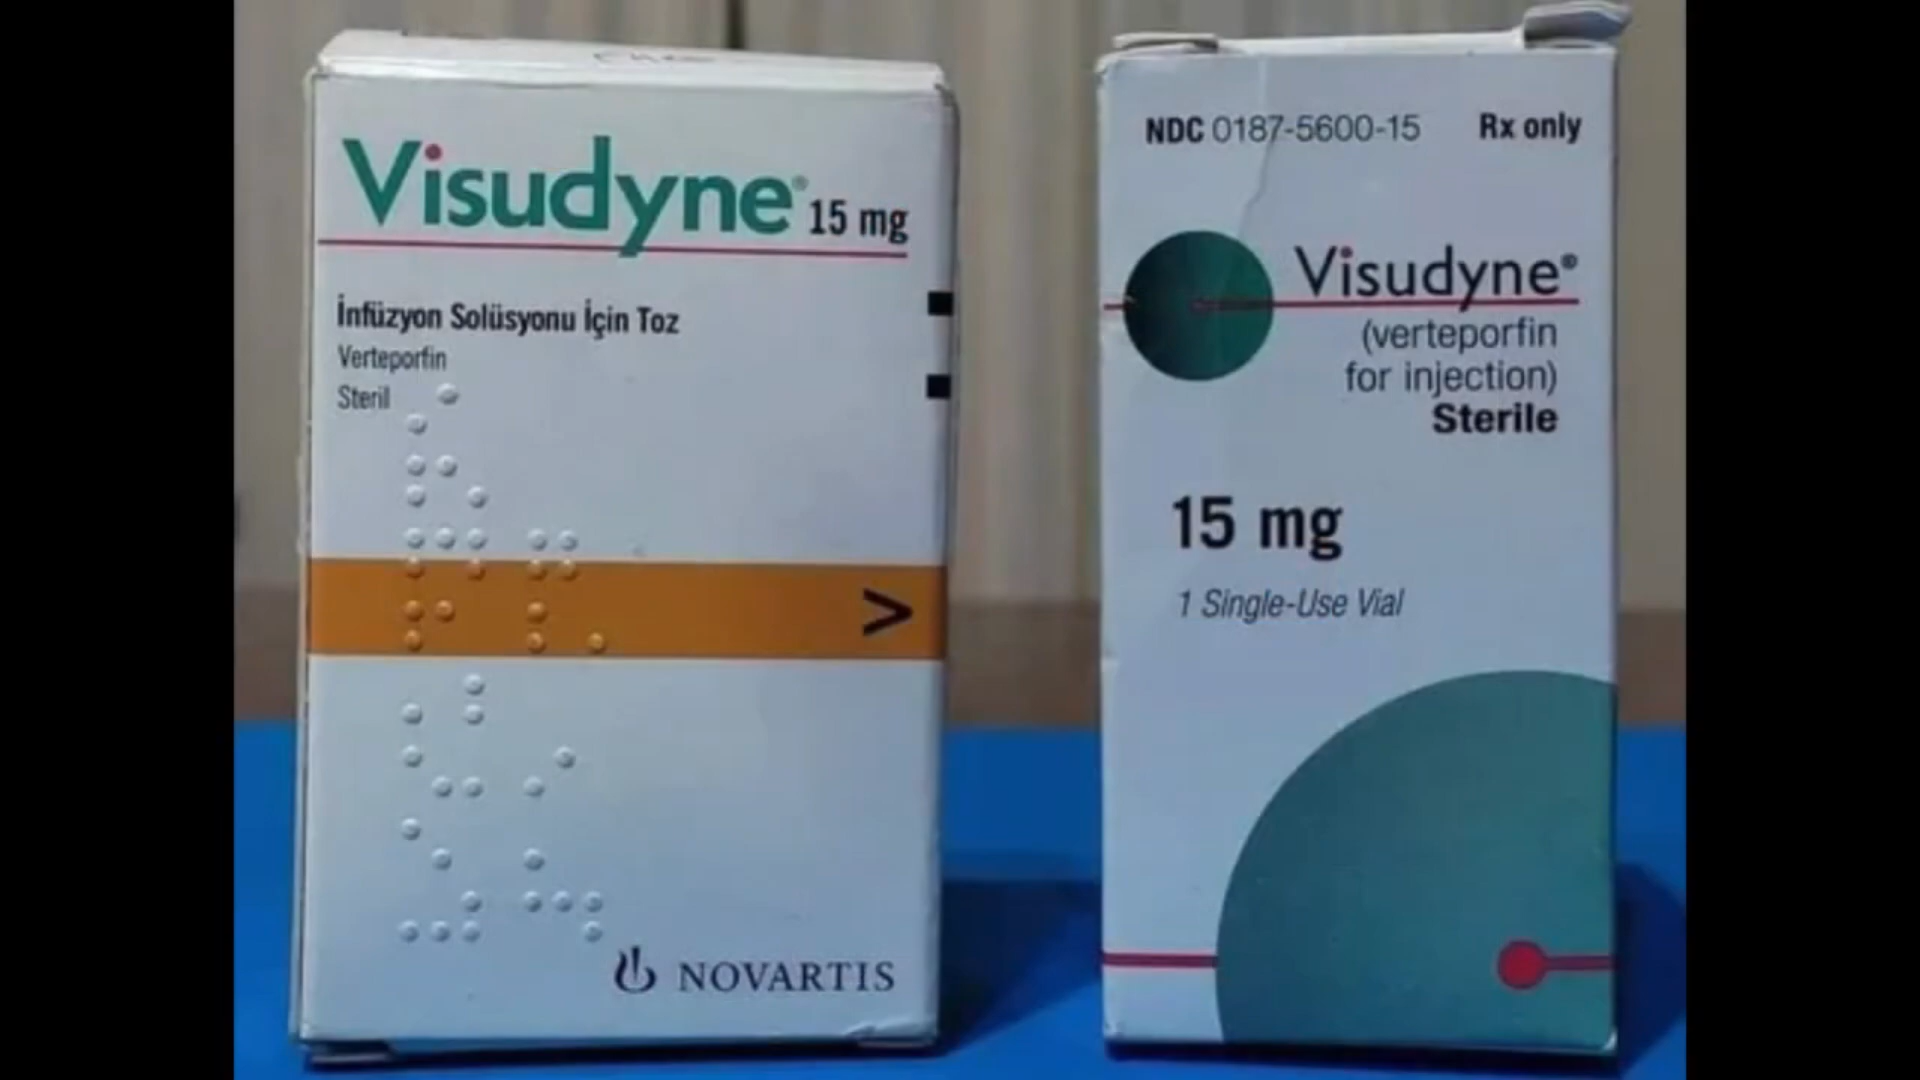 Visudyne® 15 mg
İnfüzyon Solüsyonu İçin Toz
Verteporfin
Steril
>
NOVARTIS
NDC 0187-5600-15 Rx only
Visudyne®
(verteporfin
for injection)
Sterile
15 mg
1 Single-Use Vial